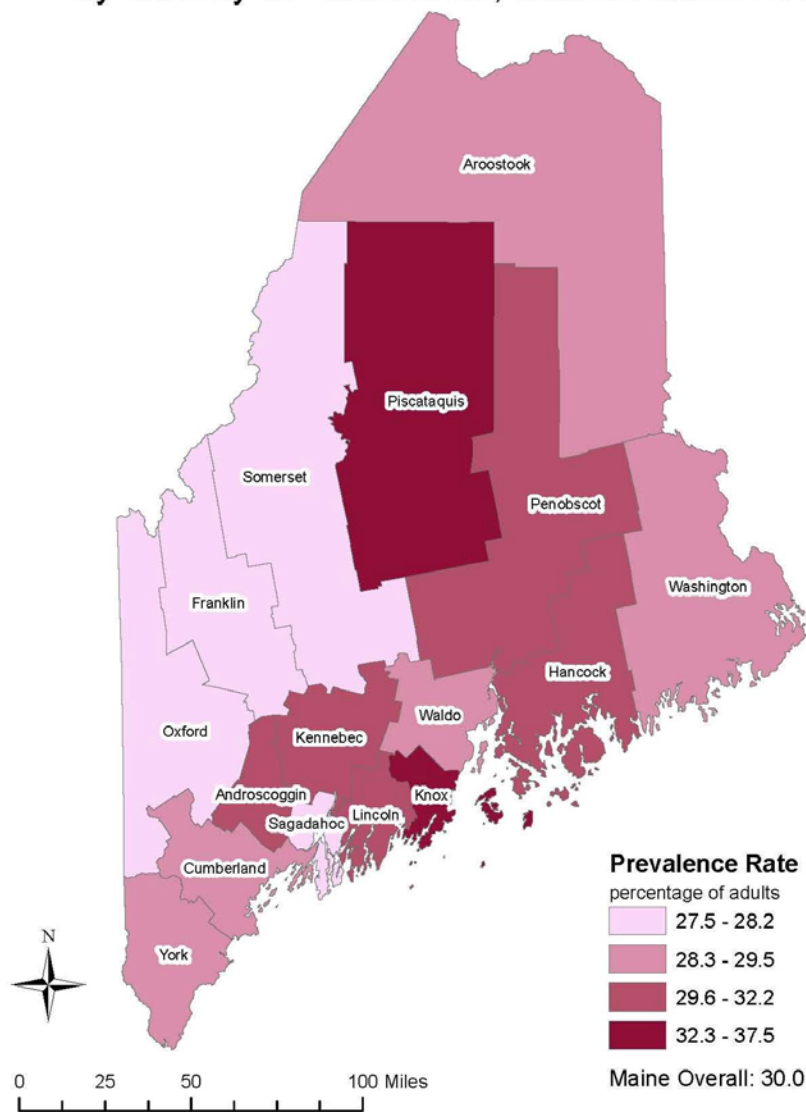 Aroostook
Piscataquis
Somerset
Penobscot
Franklin
Washington
Hancock
Waldo
Oxford
Kennebec
Androscoggin
Knox
Lincoln
Sagadahoc
Cumberland
York
N
Prevalence Rate
percentage of adults
27.5 - 28.2
28.3 - 29.5
29.6 - 32.2
32.3 - 37.5
Maine Overall: 30.0
0 25 50 100 Miles